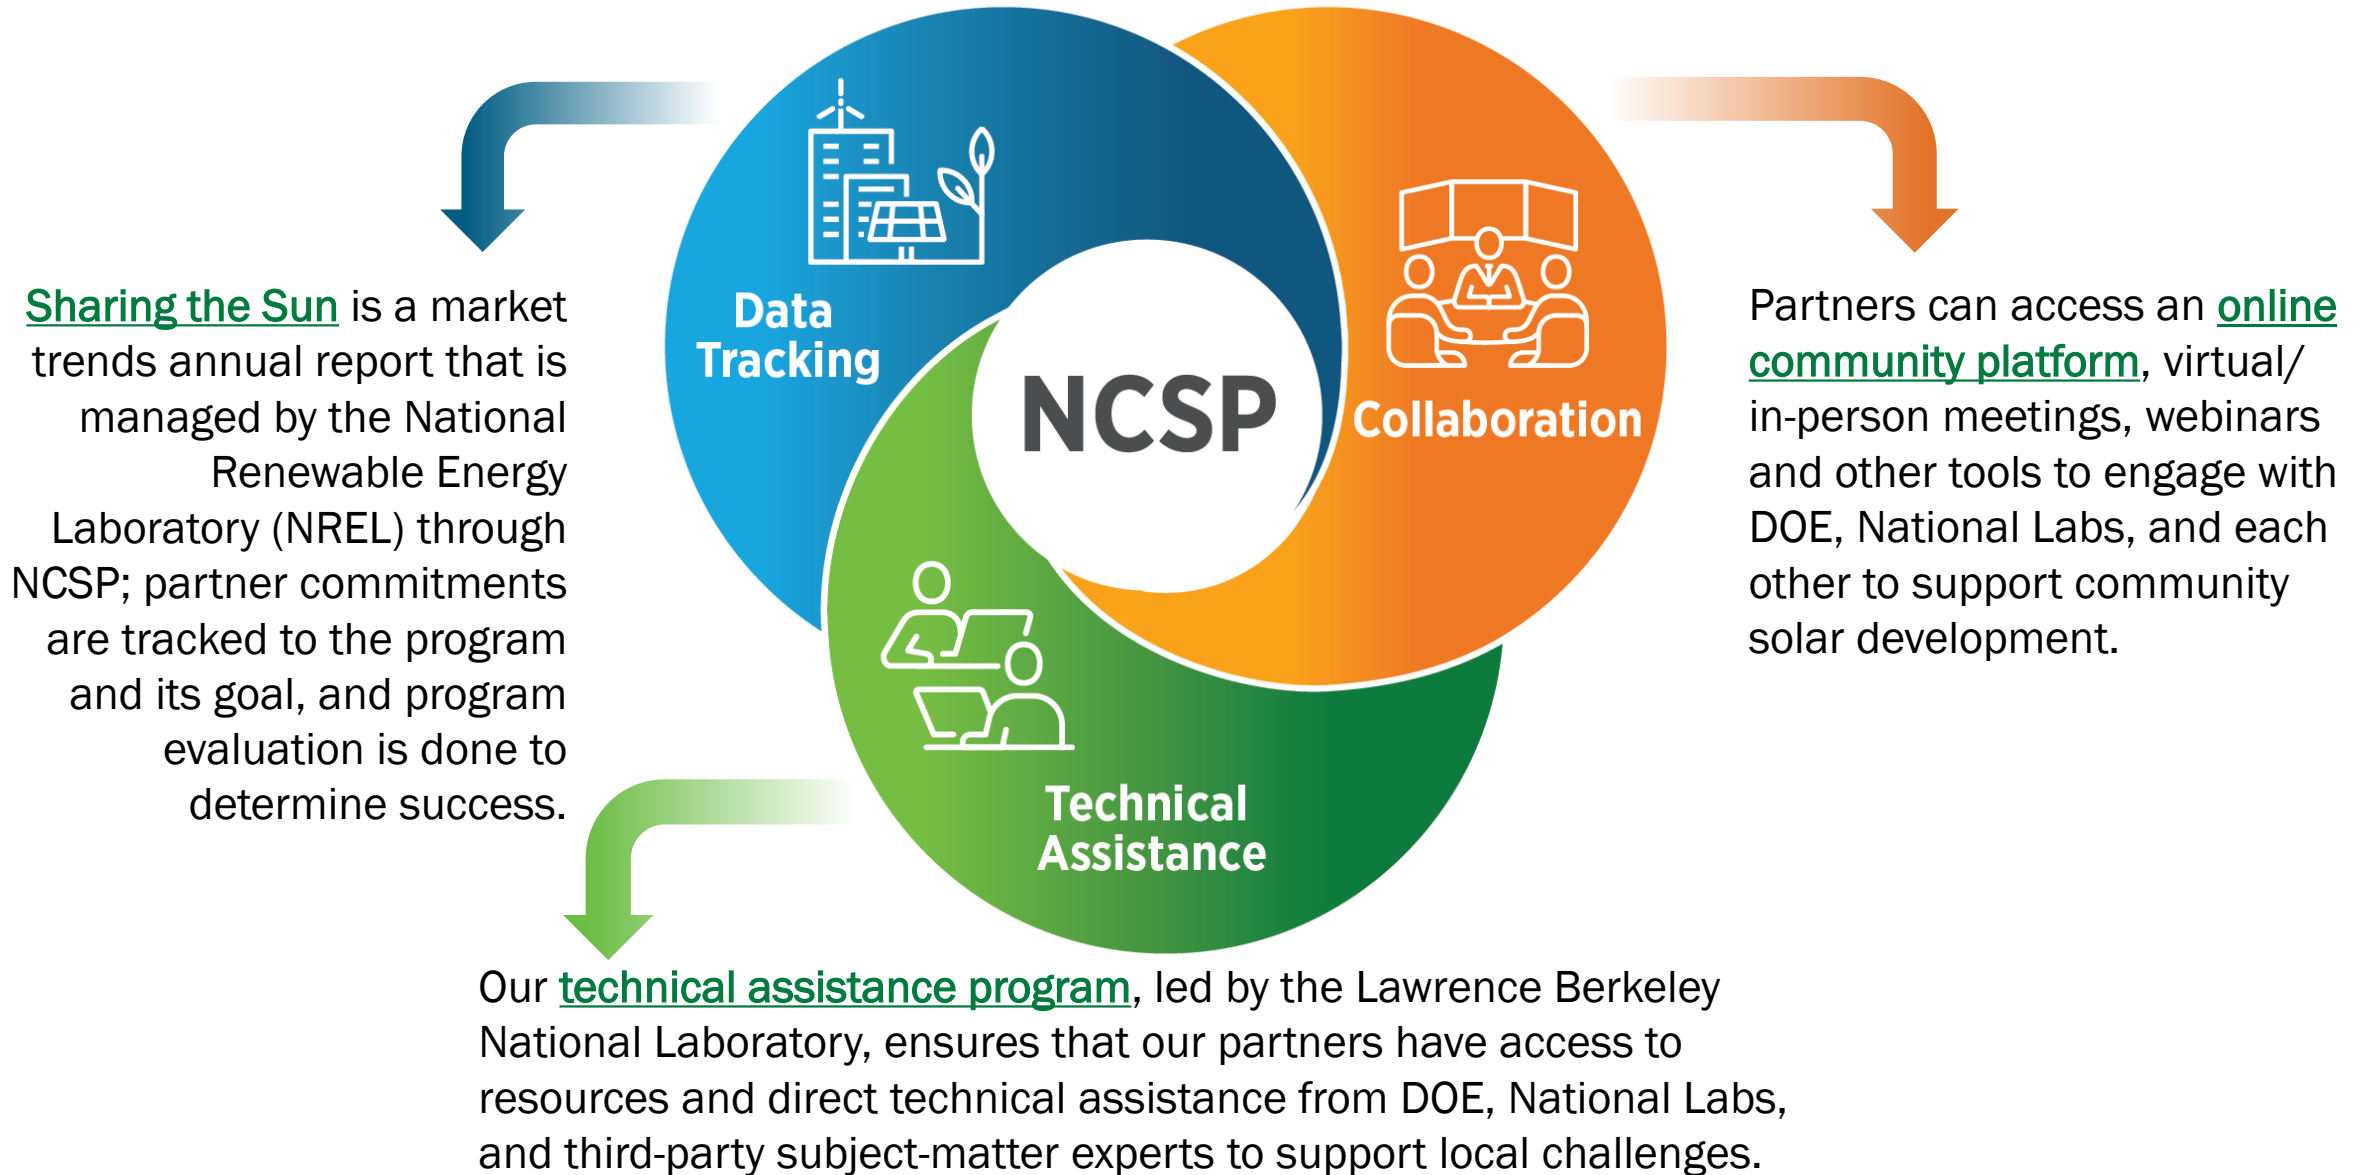 Data
Tracking
NCSP
Collaboration
Technical
Assistance
Sharing the Sun is a market
trends annual report that is
managed by the National
Renewable Energy
Laboratory (NREL) through
NCSP; partner commitments
are tracked to the program
and its goal, and program
evaluation is done to
determine success.
Partners can access an online
community platform, virtual/
in-person meetings, webinars
and other tools to engage with
DOE, National Labs, and each
other to support community
solar development.
Our technical assistance program, led by the Lawrence Berkeley
National Laboratory, ensures that our partners have access to
resources and direct technical assistance from DOE, National Labs,
and third-party subject-matter experts to support local challenges.